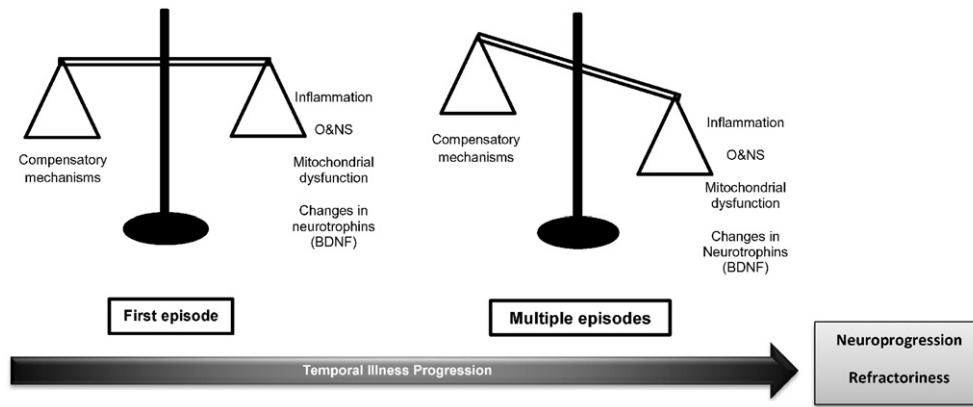 Compensatory
mechanisms
Inflammation
O&NS
Mitochondrial
dysfunction
Changes in
neurotrophins
(BDNF)
Compensatory
mechanisms
Inflammation
O&NS
Mitochondrial
dysfunction
Changes in
Neurotrophins
(BDNF)
First episode
Multiple episodes
Temporal Illness Progression
Neuroprogression
Refractoriness